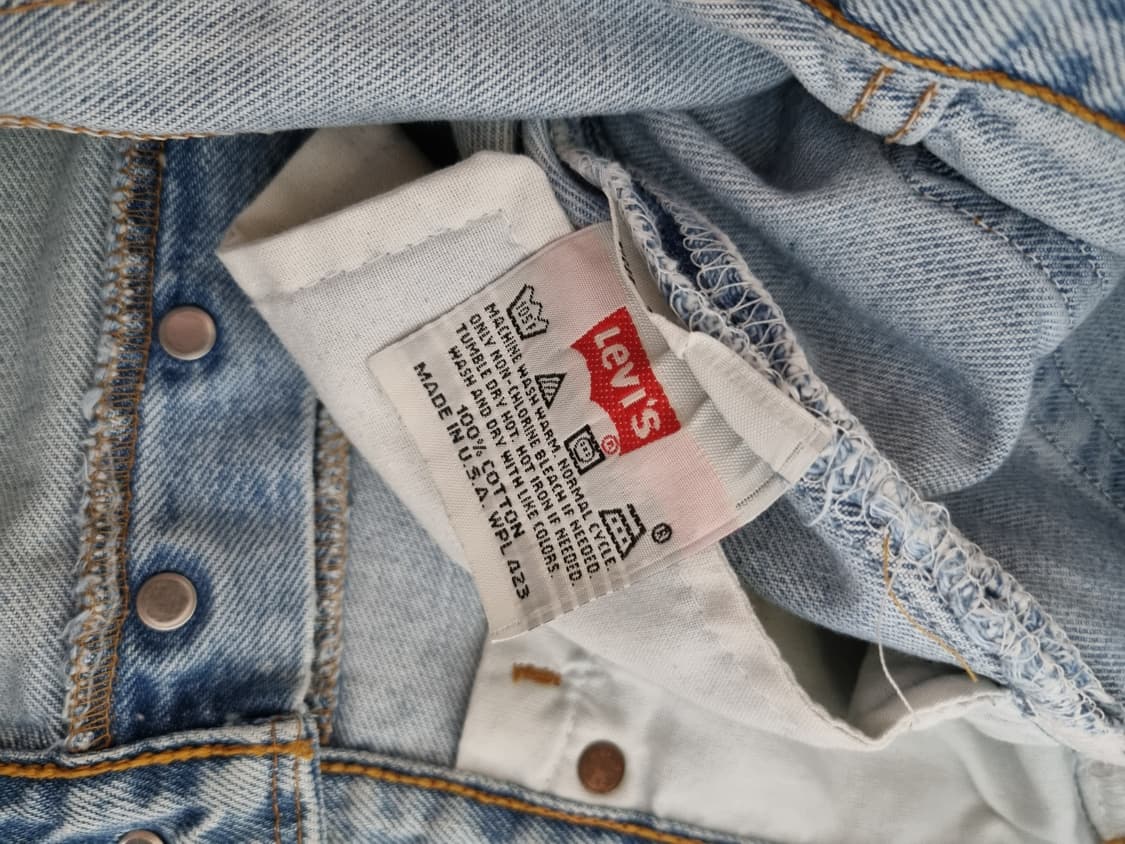 Levi's ®
105F
®
MACHINE WASH WARM. NORMAL CYCLE.
ONLY NON-CHLORINE BLEACH IF NEEDED.
TUMBLE DRY HOT. HOT IRON IF NEEDED.
WASH AND DRY WITH LIKE COLORS.
100% COTTON
MADE IN U.S.A. WPL 423